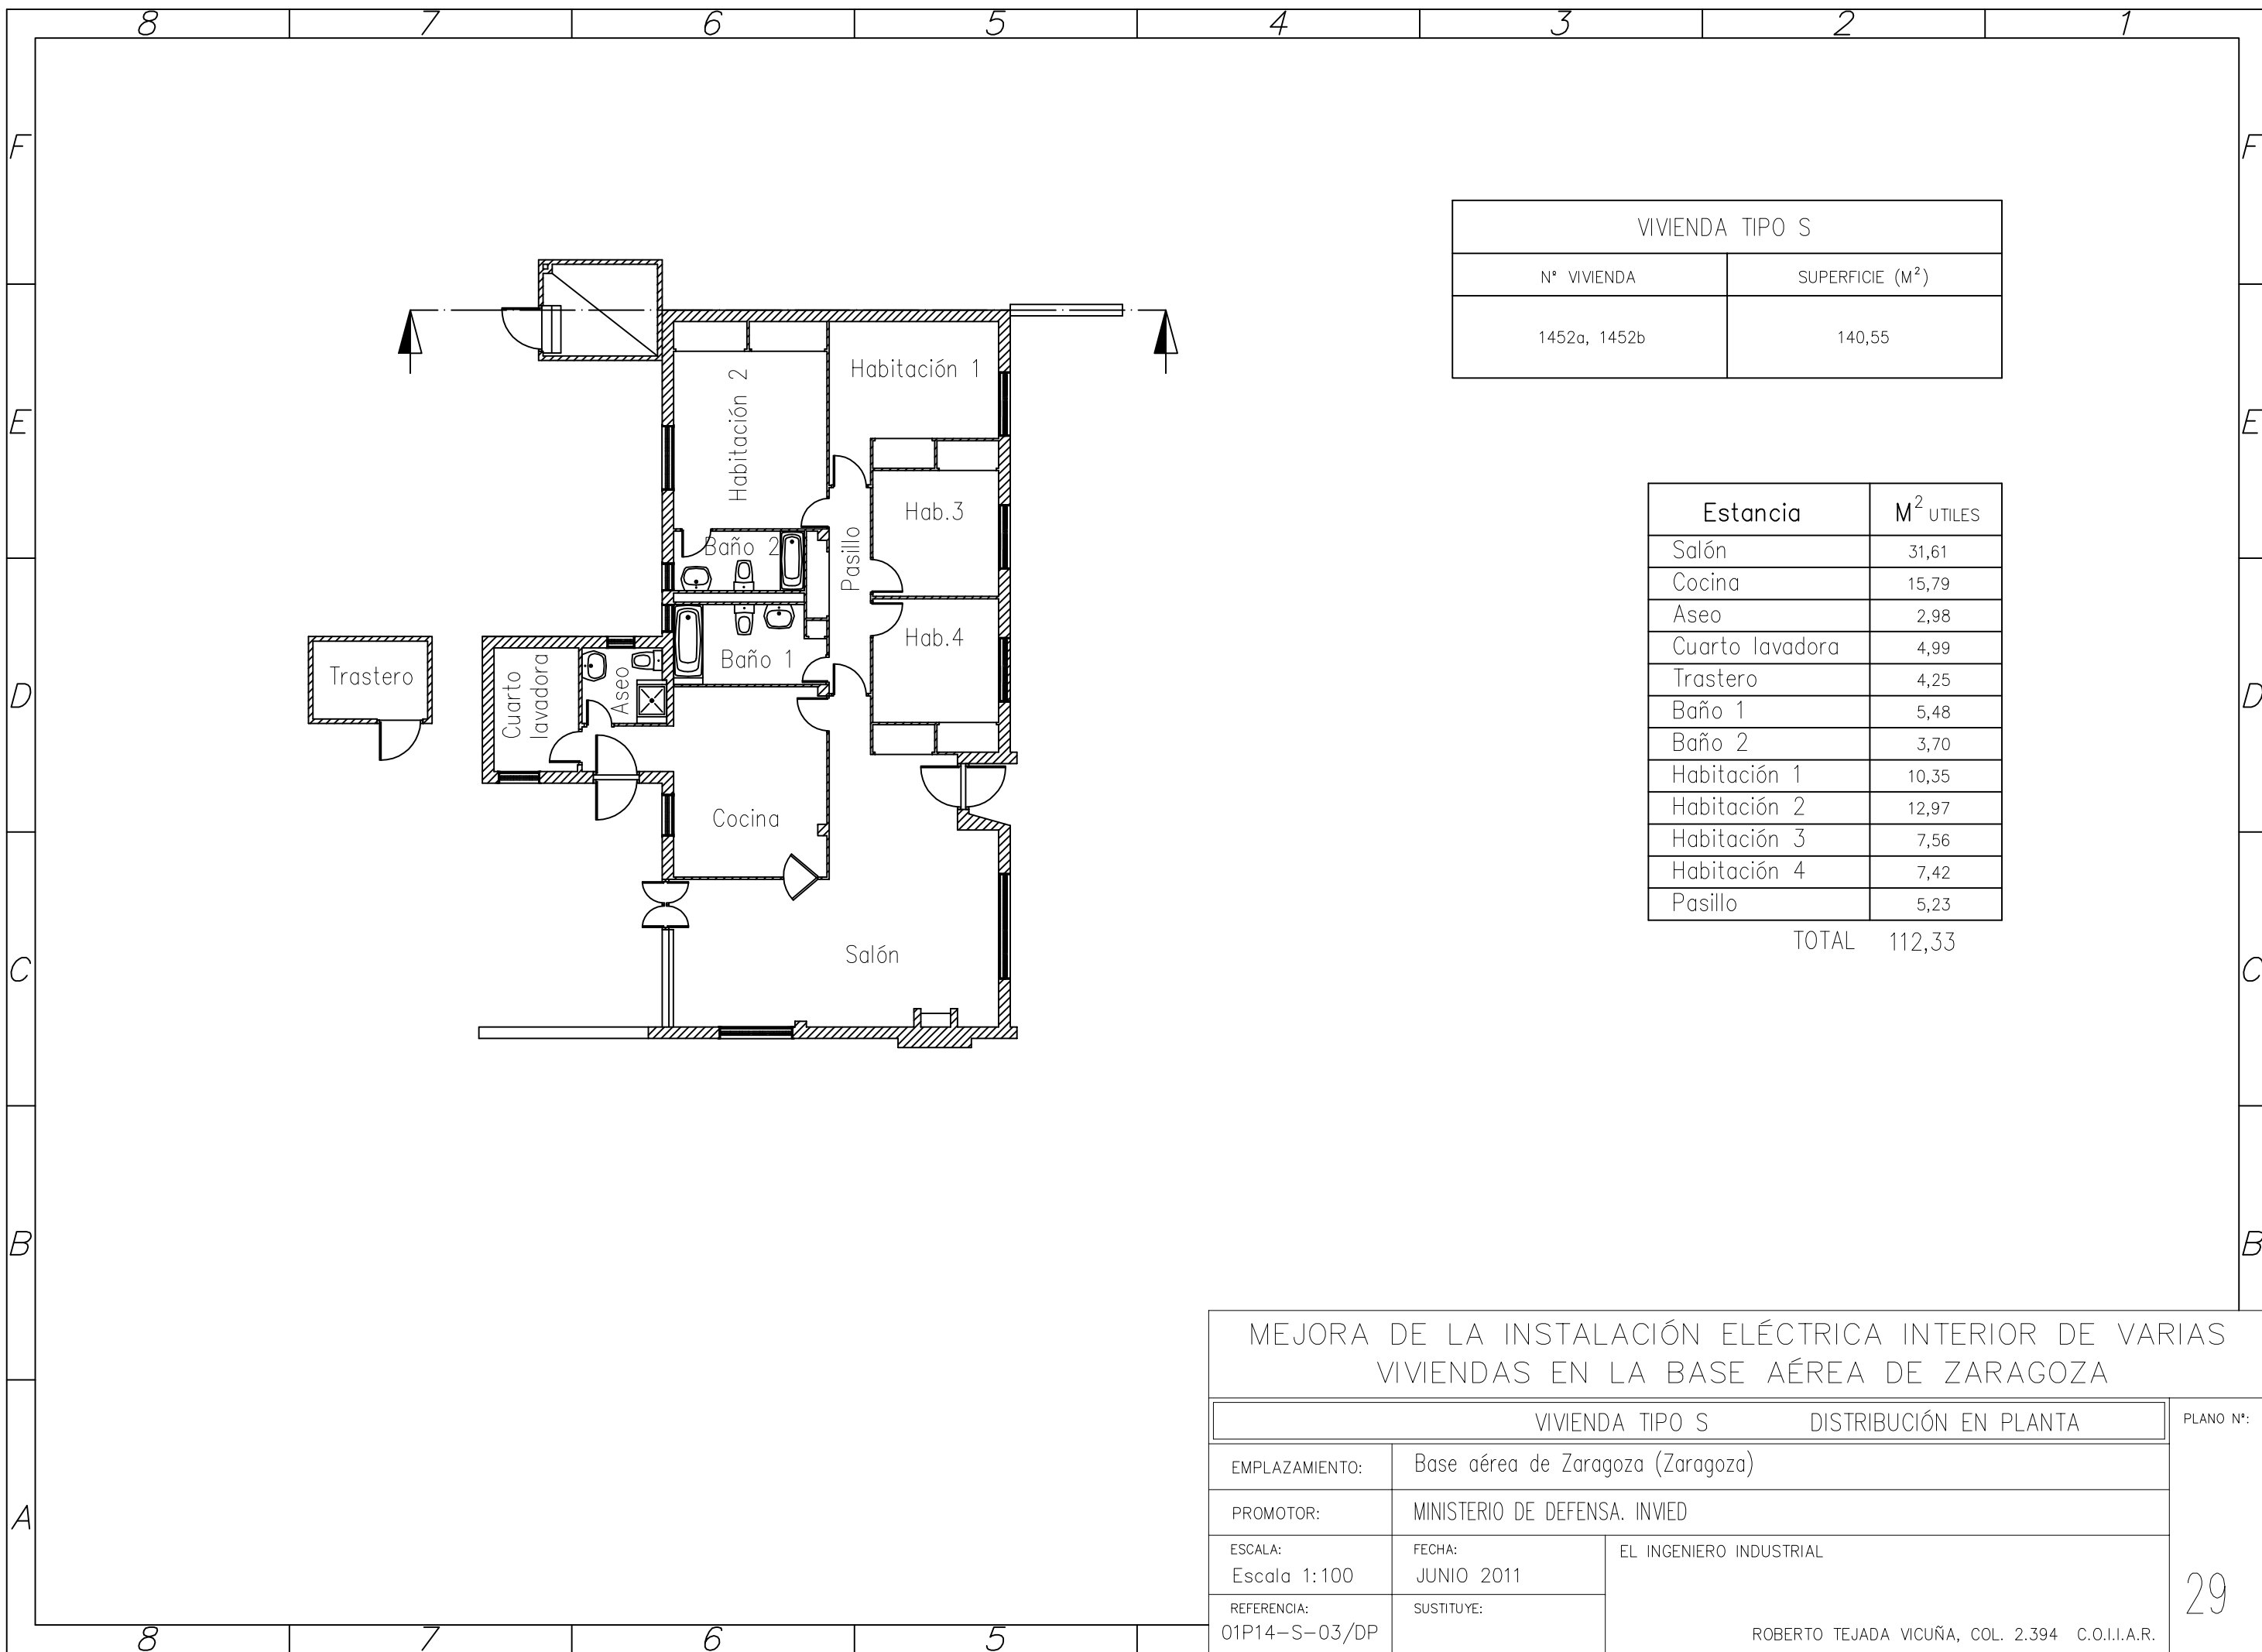 8 7 6 5 4 3 2 1
F F
E E
D D
C C
B B
A
VIVIENDA TIPO S
Nº VIVIENDA SUPERFICIE (M²)
1452a, 1452b 140,55
Habitación 1
Habitación 2
Hab.3
Baño 2
Pasillo
Hab.4
Baño 1
Trastero
Cuarto
lavadora
Aseo
Cocina
Salón
Estancia M² UTILES
Salón 31,61
Cocina 15,79
Aseo 2,98
Cuarto lavadora 4,99
Trastero 4,25
Baño 1 5,48
Baño 2 3,70
Habitación 1 10,35
Habitación 2 12,97
Habitación 3 7,56
Habitación 4 7,42
Pasillo 5,23
TOTAL 112,33
MEJORA DE LA INSTALACIÓN ELÉCTRICA INTERIOR DE VARIAS
VIVIENDAS EN LA BASE AÉREA DE ZARAGOZA
VIVIENDA TIPO S DISTRIBUCIÓN EN PLANTA
PLANO Nº:
29
EMPLAZAMIENTO: Base aérea de Zaragoza (Zaragoza)
PROMOTOR: MINISTERIO DE DEFENSA. INVIED
ESCALA: FECHA: EL INGENIERO INDUSTRIAL
Escala 1:100 JUNIO 2011
REFERENCIA: SUSTITUYE:
01P14-S-03/DP ROBERTO TEJADA VICUÑA, COL. 2.394 C.O.I.I.A.R.
8 7 6 5